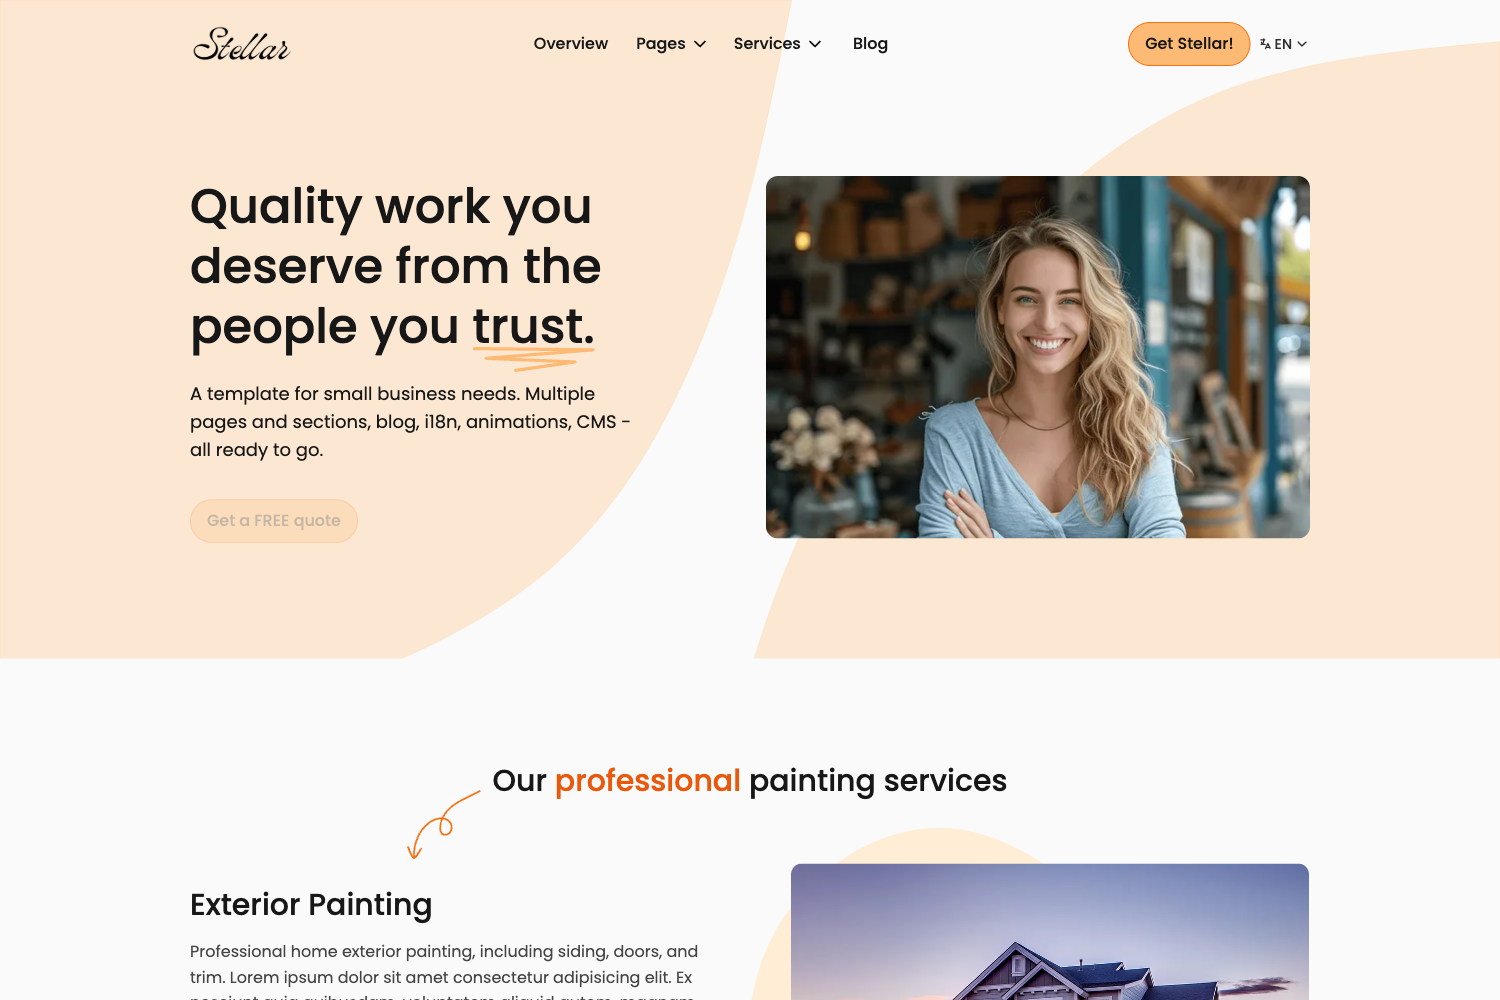 Stellar
Overview
Pages
Services
Blog
Get Stellar!
EN
Quality work you
deserve from the
people you trust.
A template for small business needs. Multiple
pages and sections, blog, i18n, animations, CMS -
all ready to go.
Get a FREE quote
Our professional painting services
Exterior Painting
Professional home exterior painting, including siding, doors, and
trim. Lorem ipsum dolor sit amet consectetur adipisicing elit. Ex